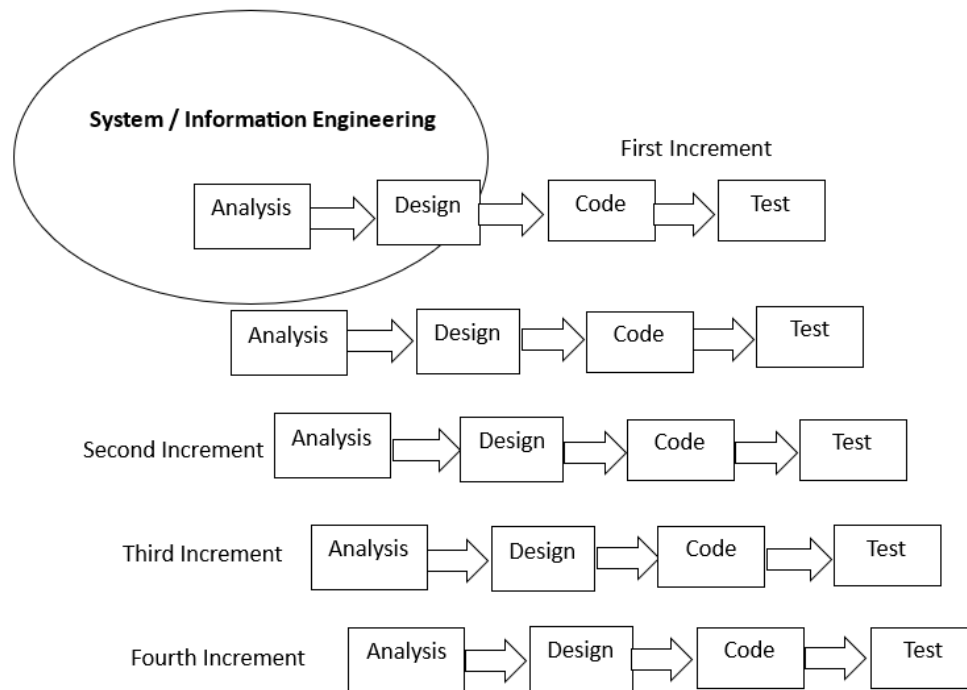 System / Information Engineering
First Increment
Analysis
Design
Code
Test
Analysis
Design
Code
Test
Second Increment
Analysis
Design
Code
Test
Third Increment
Analysis
Design
Code
Test
Fourth Increment
Analysis
Design
Code
Test